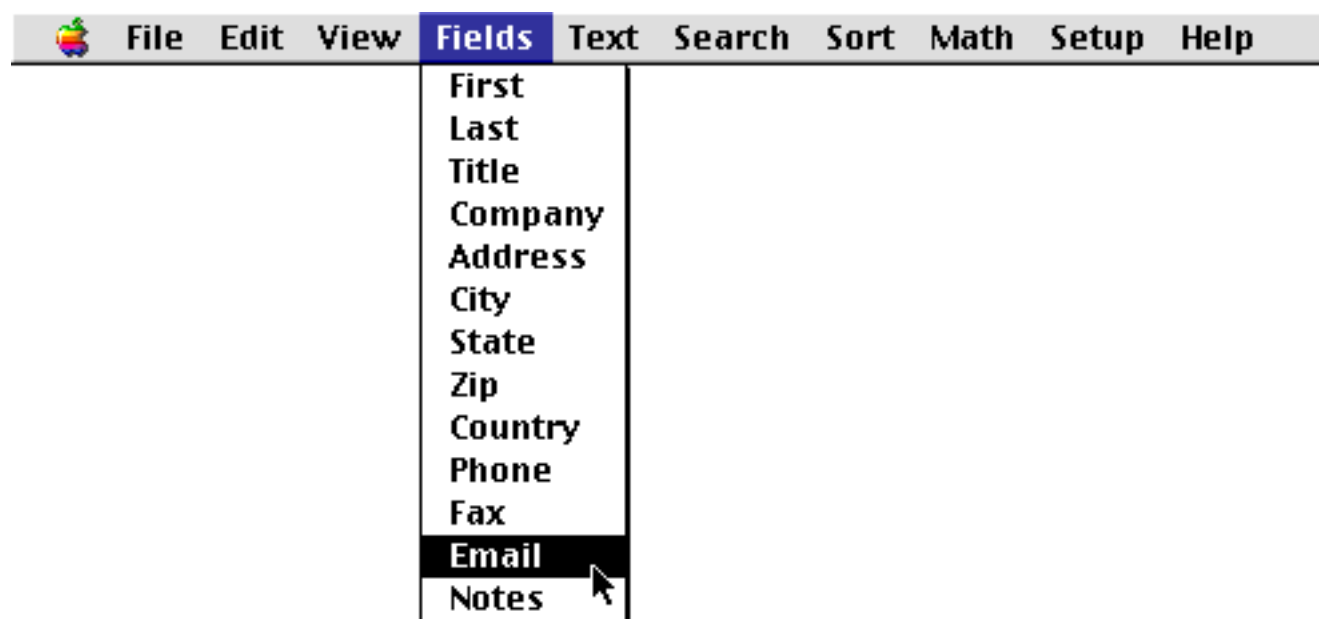 File Edit View Fields Text Search Sort Math Setup Help
First
Last
Title
Company
Address
City
State
Zip
Country
Phone
Fax
Email
Notes